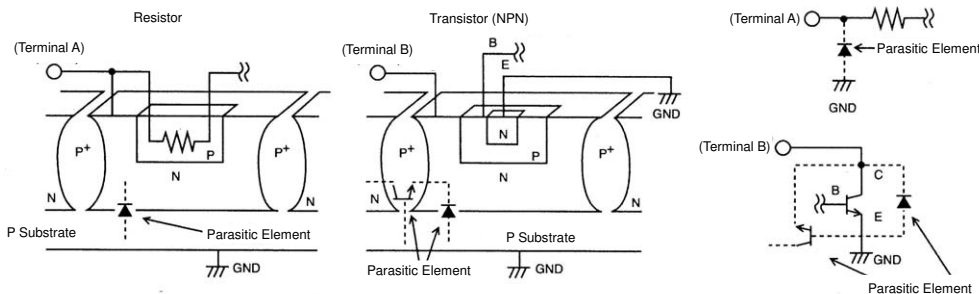 Resistor
(Terminal A)
P+
P
N
P+
N
N
P Substrate
Parasitic Element
GND
Transistor (NPN)
(Terminal B)
B
E
GND
P+
N
P
N
P+
N
N
P Substrate
Parasitic Element
GND
Terminal A)
Parasitic Element
GND
(Terminal B)
C
B
E
GND
Parasitic Element